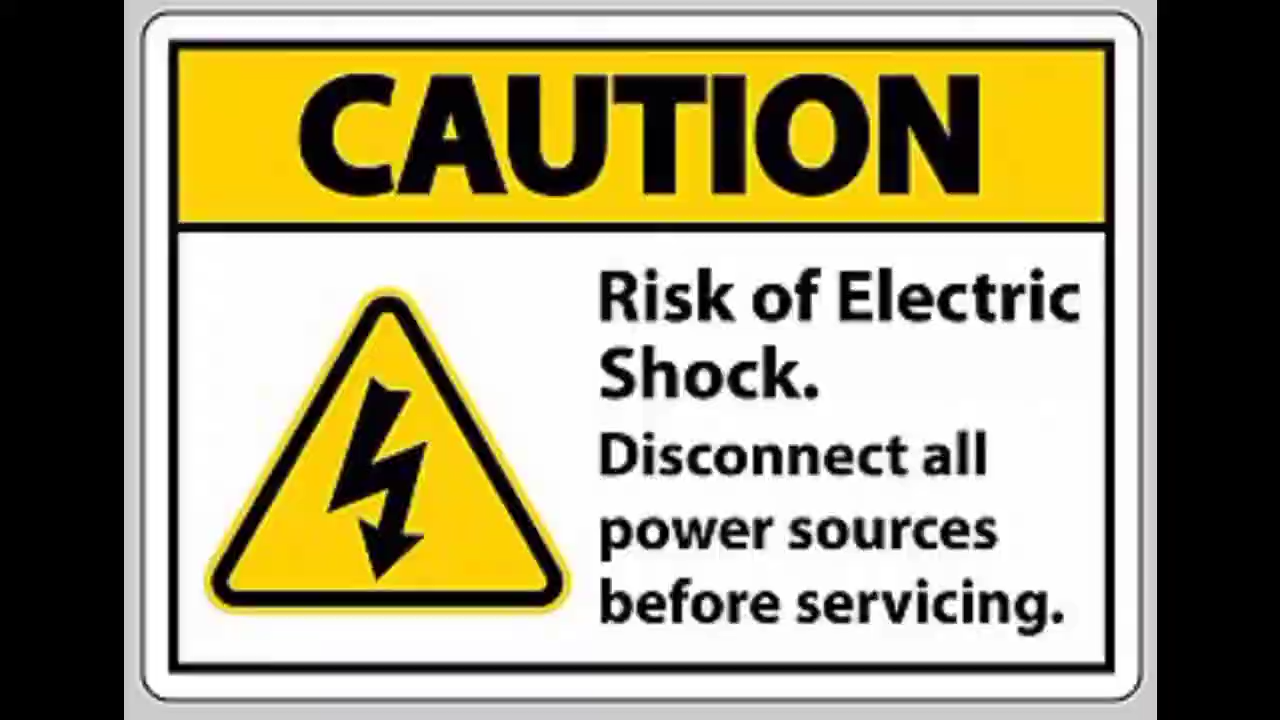 CAUTION
Risk of Electric
Shock.
Disconnect all
power sources
before servicing.